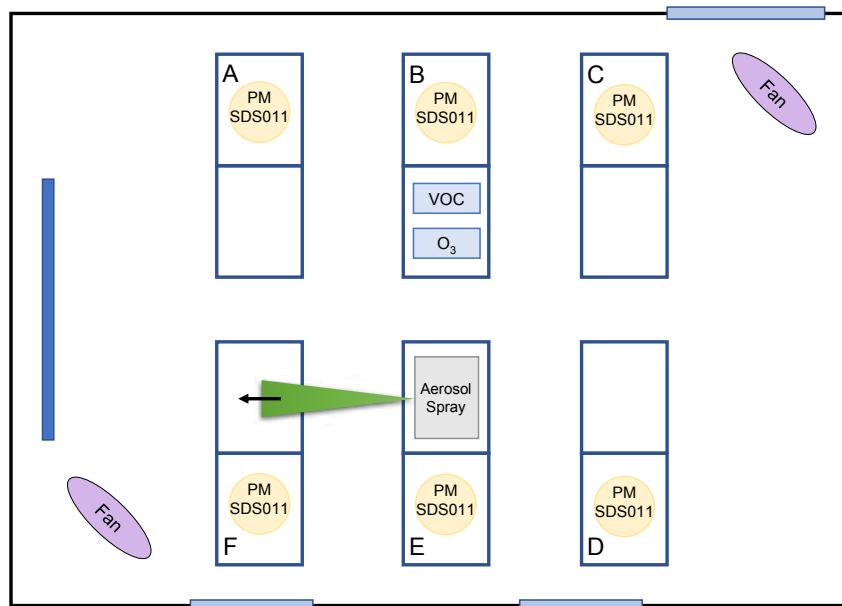 A
PM
SDS011
B
PM
SDS011
C
PM
SDS011
Fan
VOC
O₃
Aerosol
Spray
Fan
PM
SDS011
F
PM
SDS011
E
PM
SDS011
D